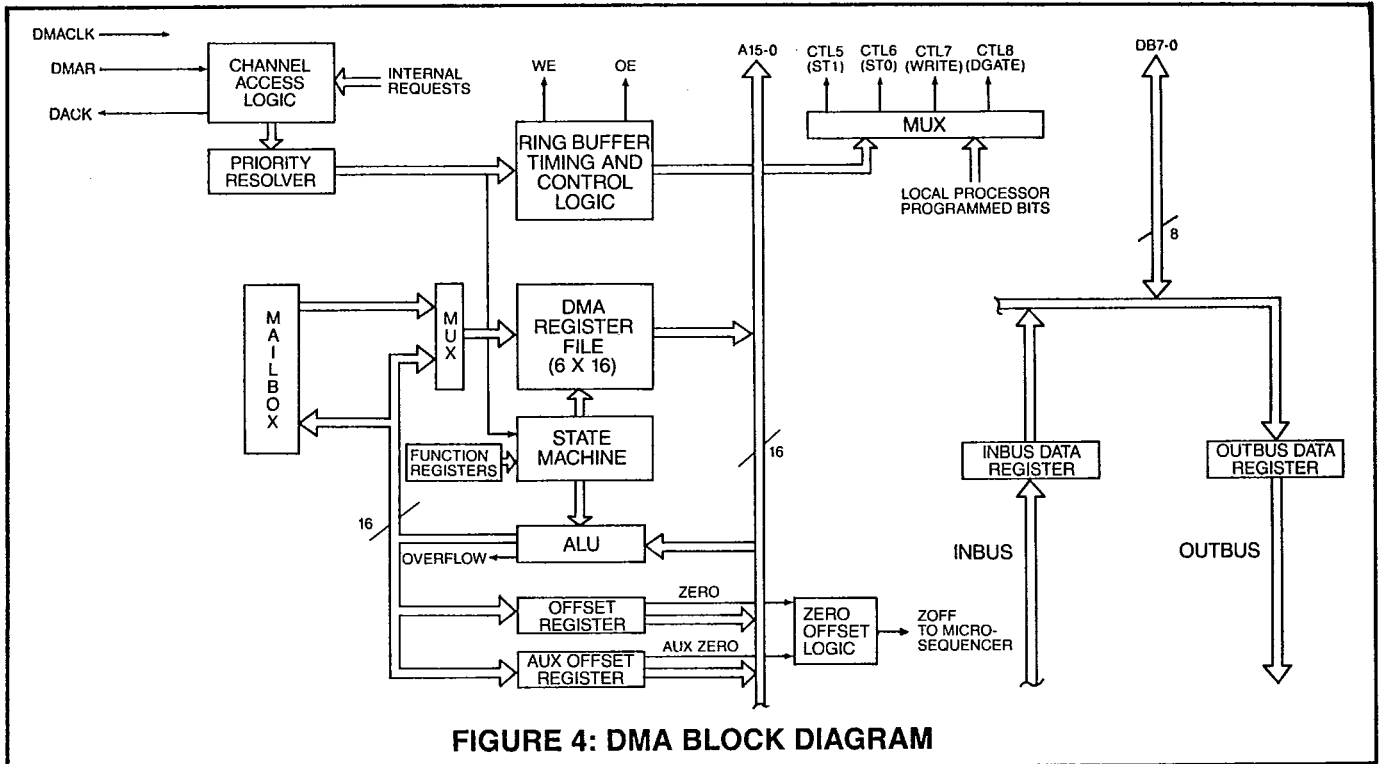 DMACLK
DMAR
DACK
CHANNEL
ACCESS
LOGIC
INTERNAL
REQUESTS
PRIORITY
RESOLVER
WE
OE
RING BUFFER
TIMING AND
CONTROL
LOGIC
A15-0
CTL5
(ST1)
CTL6
(ST0)
CTL7
(WRITE)
CTL8
(DGATE)
MUX
LOCAL PROCESSOR
PROGRAMMED BITS
DB7-0
8
MAILBOX
MUX
DMA
REGISTER
FILE
(6 X 16)
STATE
MACHINE
FUNCTION
REGISTERS
16
16
ALU
OVERFLOW
OFFSET
REGISTER
ZERO
AUX OFFSET
REGISTER
AUX ZERO
ZERO
OFFSET
LOGIC
ZOFF
TO MICRO-
SEQUENCER
INBUS DATA
REGISTER
OUTBUS DATA
REGISTER
INBUS
OUTBUS
FIGURE 4: DMA BLOCK DIAGRAM